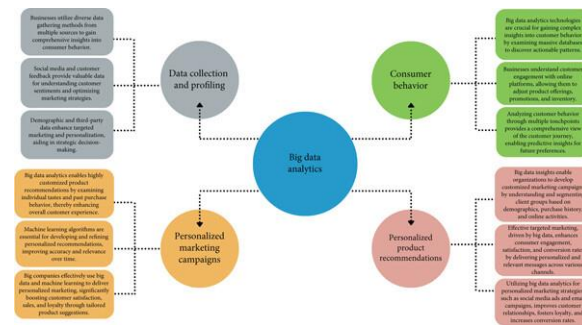 Businesses utilize diverse data
gathering methods from
multiple sources to gain
comprehensive insights into
consumer behavior.
Social media and customer
feedback provide valuable data
for understanding customer
sentiments and optimizing
marketing strategies.
Demographic and third-party
data enhance targeted
marketing and personalization,
aiding in strategic decision-
making.
Data collection
and profiling
Consumer
behavior
Big data analytics technologies
are crucial for gaining complex
insights into customer behavior
by examining massive databases
to discover actionable patterns.
Businesses understand customer
engagement with online
platforms, allowing them to
adjust product offerings,
promotions, and inventory.
Analyzing customer behavior
through multiple touchpoints
provides a comprehensive view
of the customer journey,
enabling predictive insights for
future preferences.
Big data
analytics
Big data analytics enables highly
customized product
recommendations by examining
individual tastes and past purchase
behavior, thereby enhancing
overall customer experience.
Machine learning algorithms are
essential for developing and refining
personalized recommendations,
improving accuracy and relevance
over time.
Big companies effectively use big
data and machine learning to deliver
personalized marketing, significantly
boosting customer satisfaction,
sales, and loyalty through tailored
product suggestions.
Personalized
marketing
campaigns
Personalized
product
recommendations
Big data insights enable
organizations to develop
customized marketing campaigns
by understanding and segmenting
client groups based on
demographics, purchase history,
and online activities.
Effective targeted marketing,
driven by big data, enhances
consumer engagement,
satisfaction, and conversion rates
by delivering personalized and
relevant messages across various
channels.
Utilizing big data analytics for
personalized marketing strategies,
such as social media ads and email
campaigns, improves customer
relationships, fosters loyalty, and
increases conversion rates.